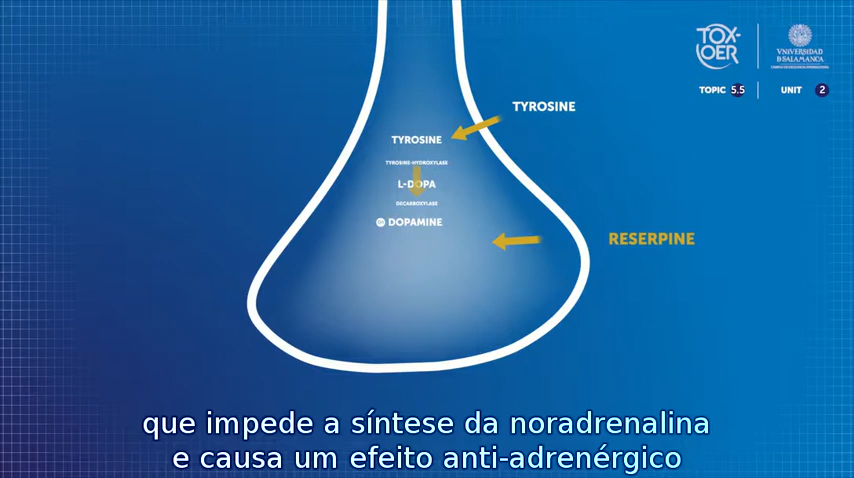 TOX-
OER
VNIVERSIDAD
D SALAMANCA
TOPIC 5.5
UNIT 2
TYROSINE
TYROSINE
TYROSINE-HYDROXYLASE
L-DOPA
DECARBOXYLASE
DOPAMINE
RESERPINE
que impede a síntese da noradrenalina
e causa um efeito anti-adrenérgico